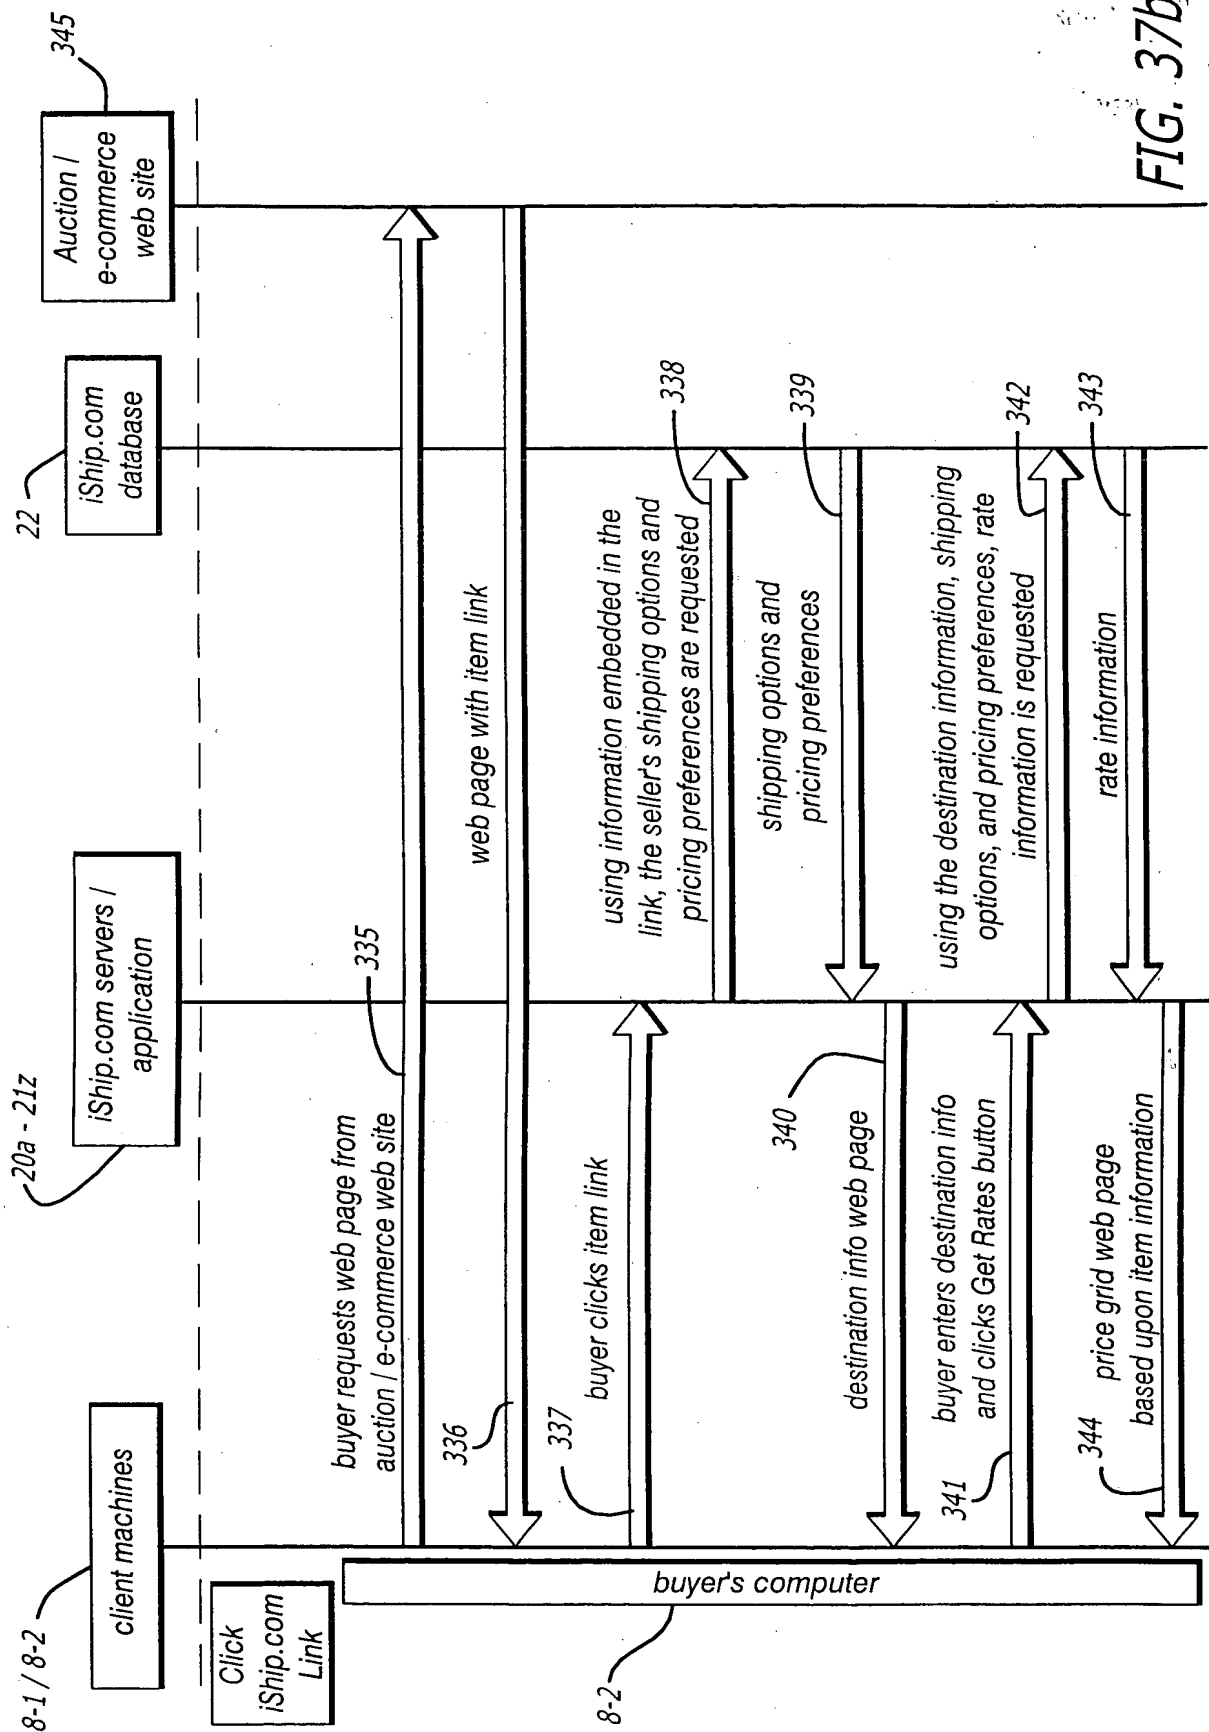 8-1 / 8-2
client machines
20a - 21z
iShip.com servers /
application
22
iShip.com
database
345
Auction /
e-commerce
web site
Click
iShip.com
Link
8-2
buyer's computer
buyer requests web page from
auction / e-commerce web site
335
336
web page with item link
337
buyer clicks item link
using information embedded in the
link, the seller's shipping options and
pricing preferences are requested
338
shipping options and
pricing preferences
339
340
destination info web page
341
buyer enters destination info
and clicks Get Rates button
using the destination information, shipping
options, and pricing preferences, rate
information is requested
342
rate information
343
344
price grid web page
based upon item information
FIG. 37b